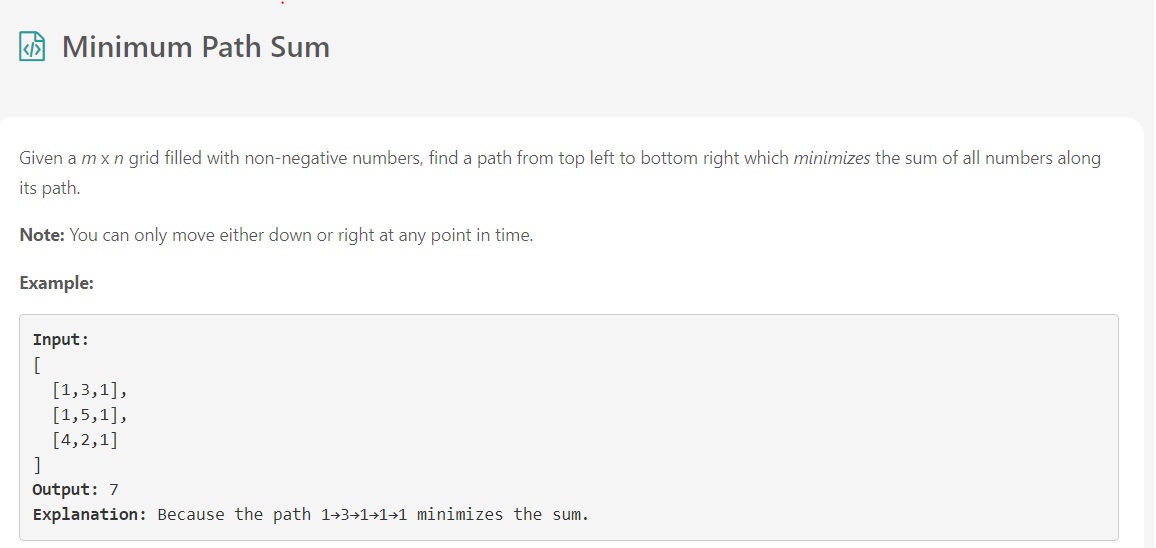 Minimum Path Sum
Given a m x n grid filled with non-negative numbers, find a path from top left to bottom right which minimizes the sum of all numbers along
its path.
Note: You can only move either down or right at any point in time.
Example:
Input:
[
  [1,3,1],
  [1,5,1],
  [4,2,1]
]
Output: 7
Explanation: Because the path 1→3→1→1→1 minimizes the sum.